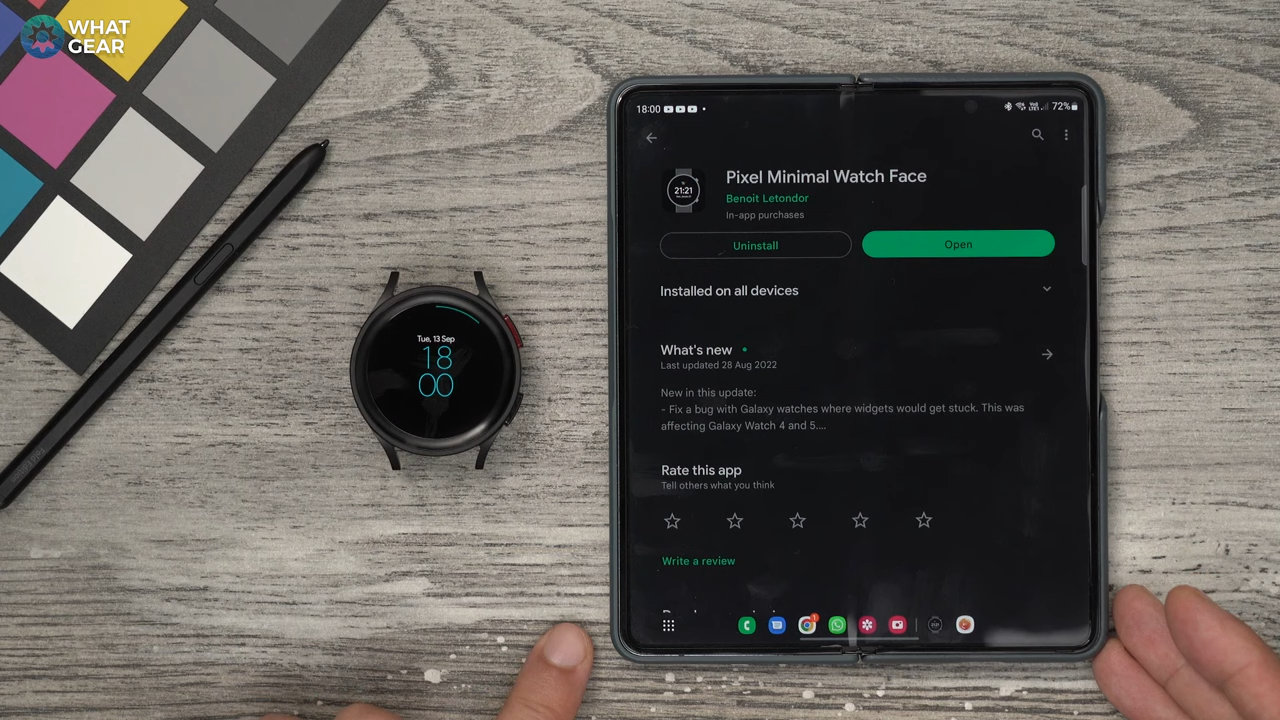 WHAT
GEAR
18:00
72%
Pixel Minimal Watch Face
21:21
Benoit Letondor
In-app purchases
Uninstall
Open
Installed on all devices
What's new
Last updated 28 Aug 2022
New in this update:
- Fix a bug with Galaxy watches where widgets would get stuck. This was
affecting Galaxy Watch 4 and 5....
Rate this app
Tell others what you think
Write a review
1
Tue, 13 Sep
18
00